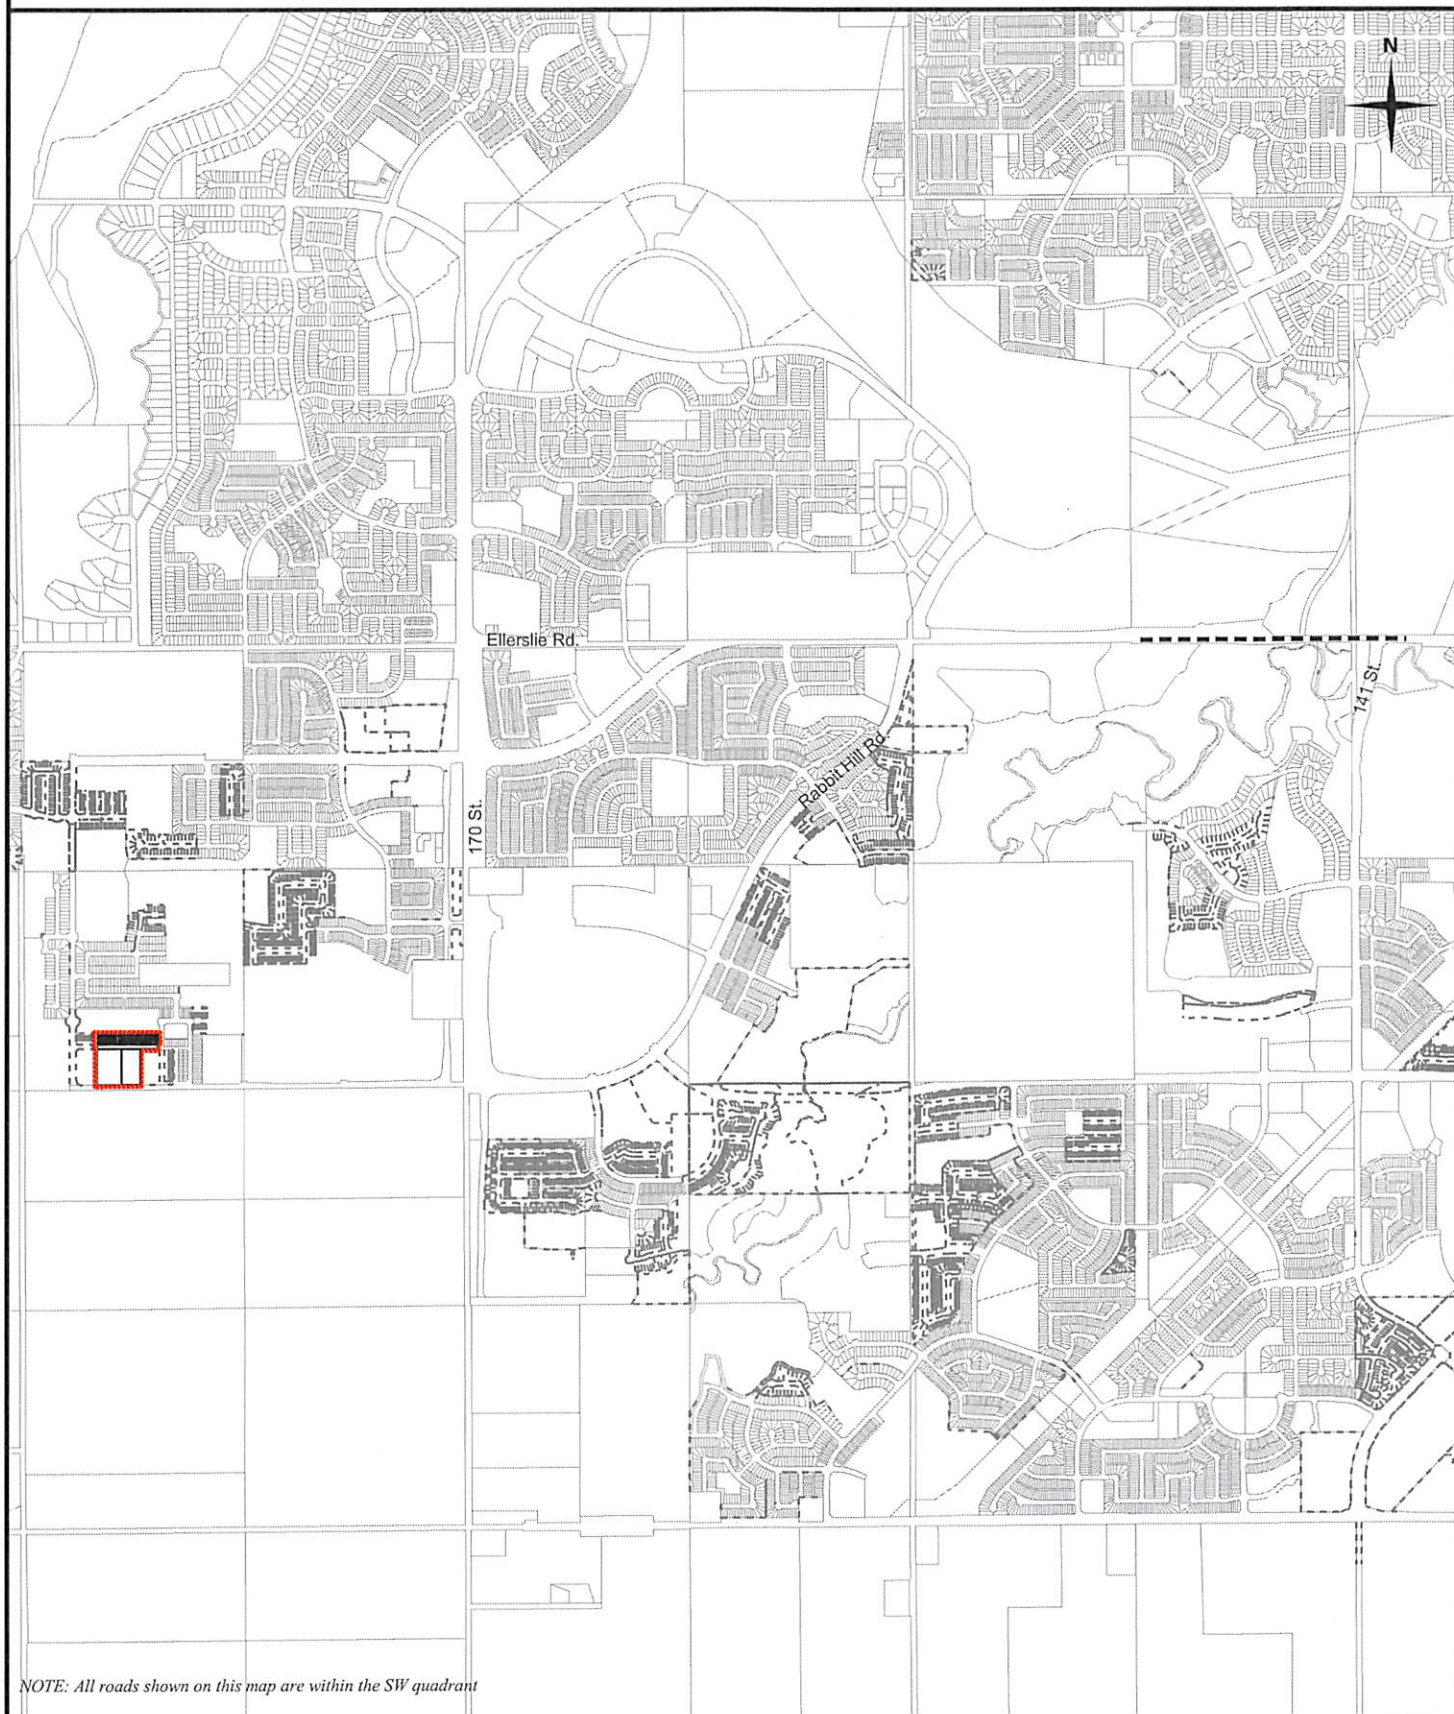 N
Ellerslie Rd.
141 St.
Rabbit Hill Rd
170 St.
NOTE: All roads shown on this map are within the SW quadrant